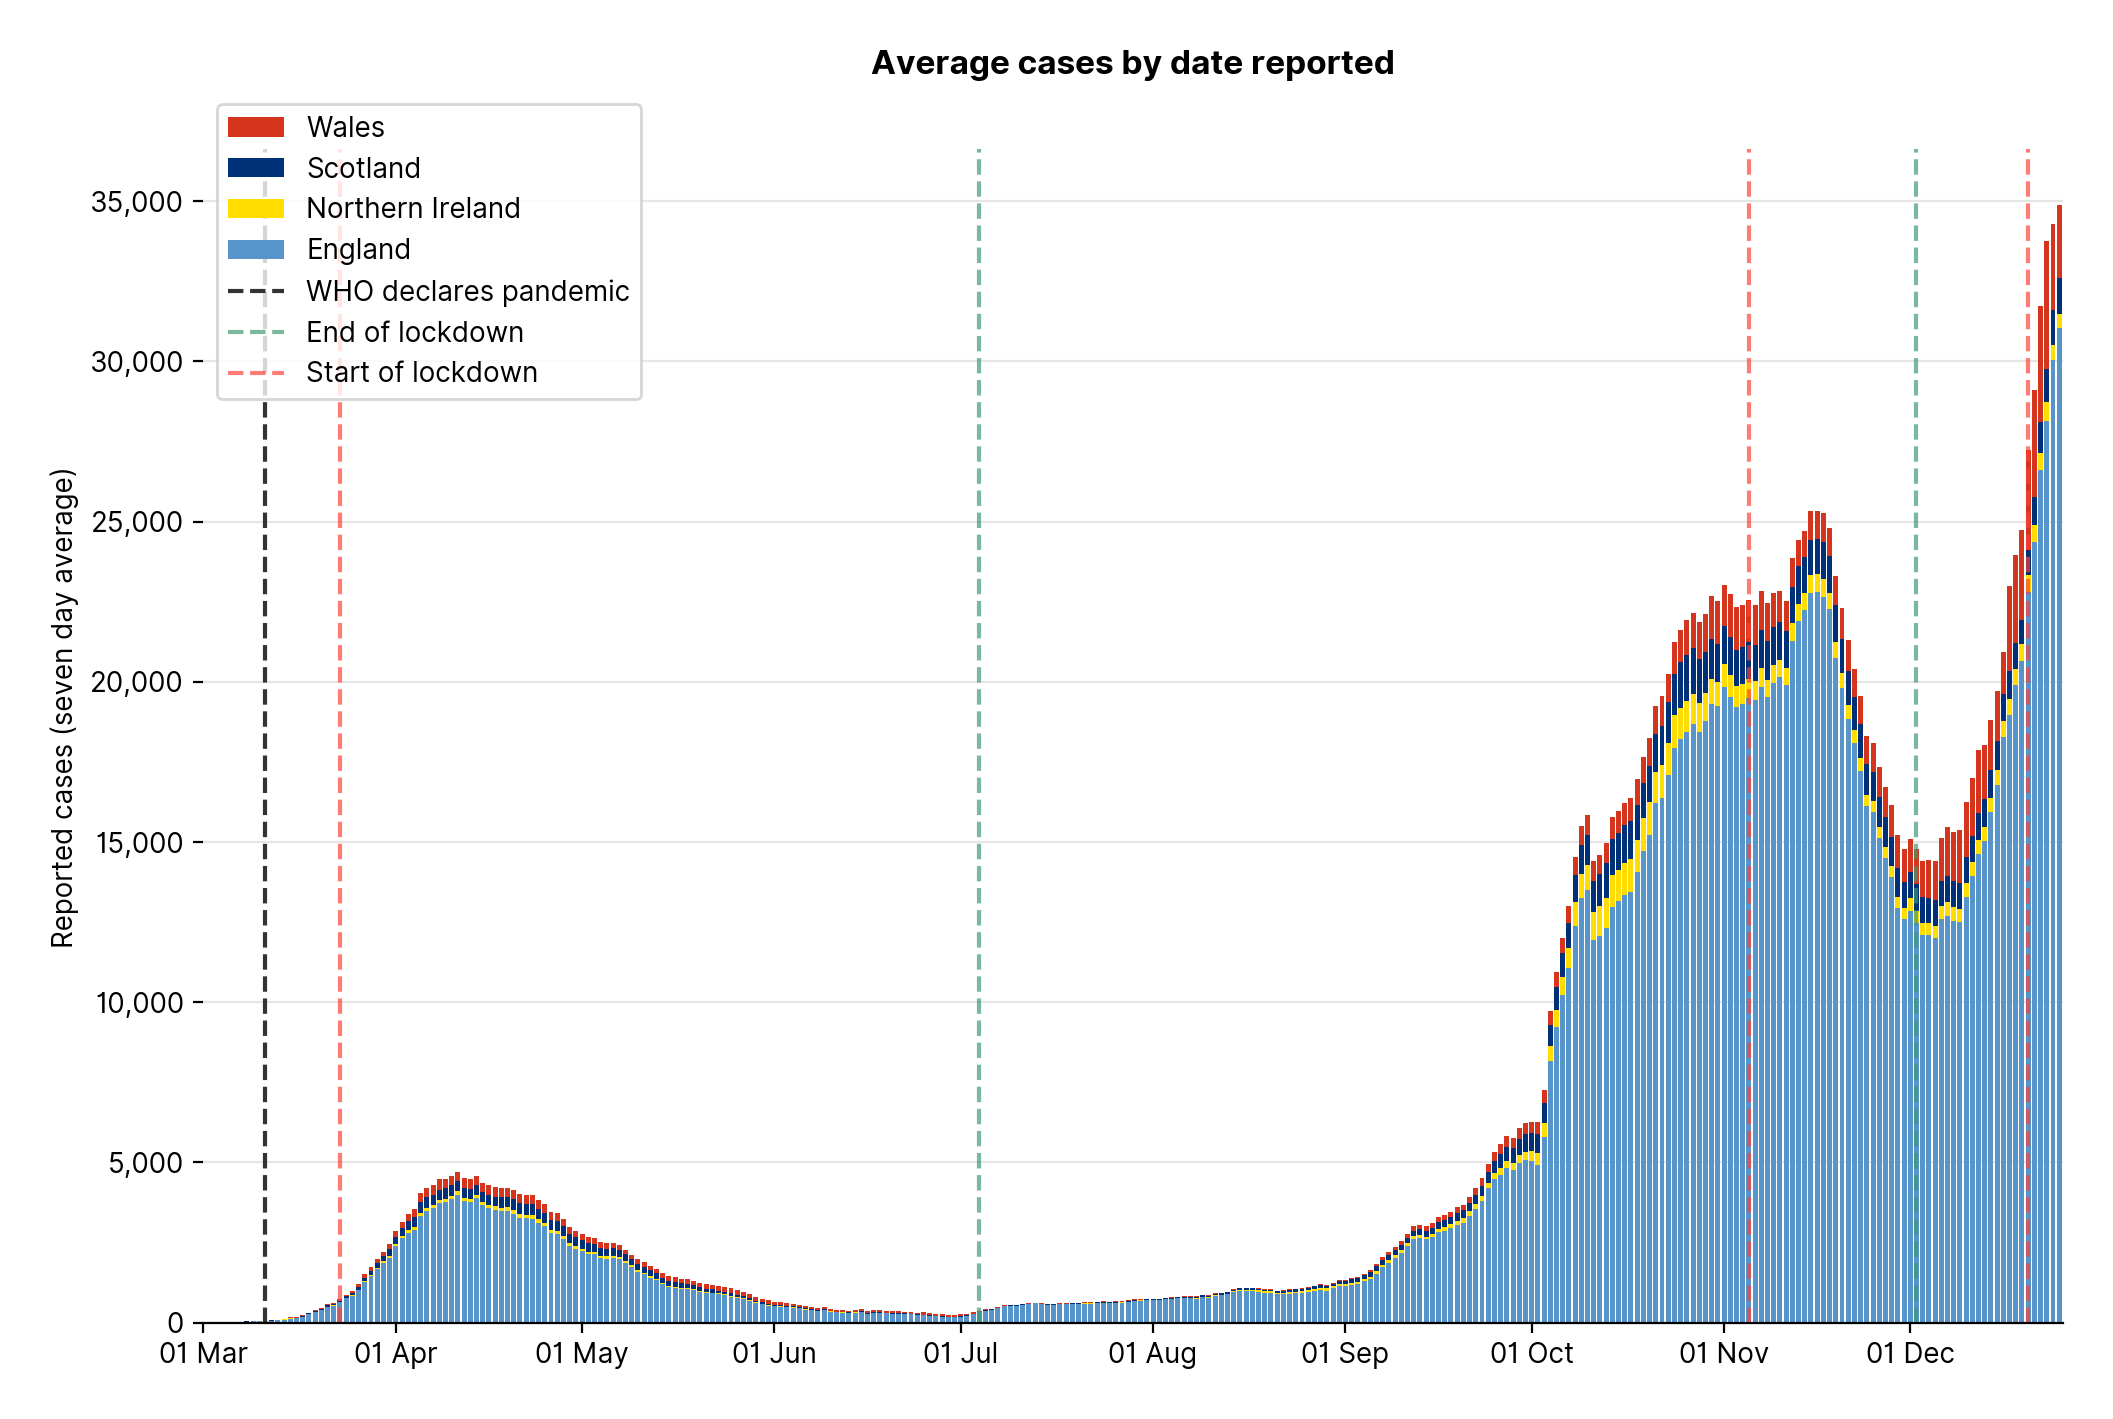 Average cases by date reported
Wales
Scotland
Northern Ireland
England
WHO declares pandemic
End of lockdown
Start of lockdown
Reported cases (seven day average)
35,000
30,000
25,000
20,000
15,000
10,000
5,000
0
01 Mar 01 Apr 01 May 01 Jun 01 Jul 01 Aug 01 Sep 01 Oct 01 Nov 01 Dec